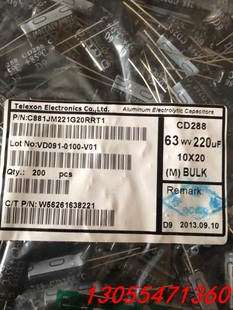 Telexon Electronics Co.,Ltd.
Aluminum Electrolytic Capacitors
P/N:C881JM221G20RRT1
Lot No:VD091-0100-V01
Qty.: 200 pcs
C/T P/N: W56261638221
CD288
63 WV 220uF
10X20
(M) BULK
Remark
D9 2013.09.10
13055471360